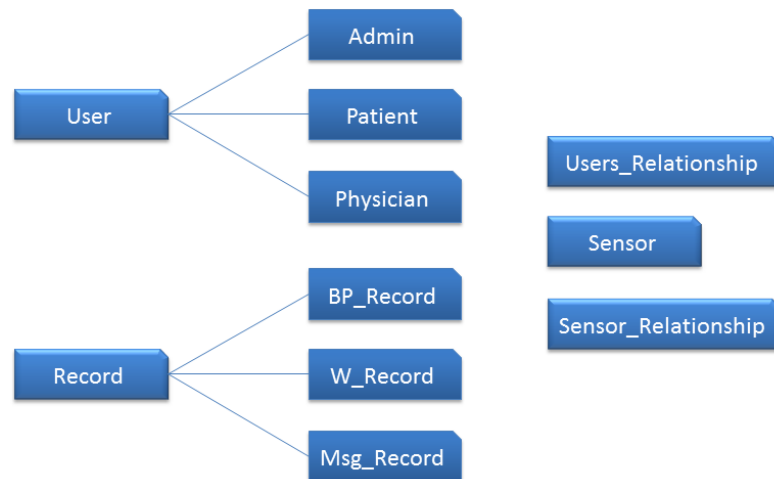 User
Admin
Patient
Physician
Record
BP_Record
W_Record
Msg_Record
Users_Relationship
Sensor
Sensor_Relationship